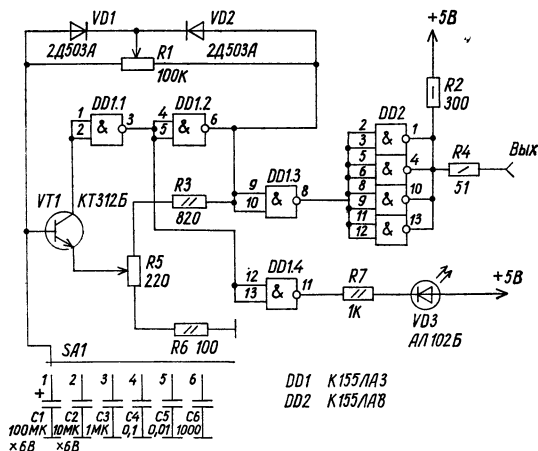 VD1 VD2
+5В
2Д503А 2Д503А
R1
100К
R2
300
DD1.1 DD1.2 DD2
1 & 3 4 & 6
2 5
2 & 1
3
5 & 4
6
8 & 10
9
11 & 13
12
R4 Вых
51
VT1 КТ312Б
R3
820
DD1.3
9 & 8
10
R5
220
DD1.4
12 & 11
13
R7
1К
+5В
VD3
АЛ102Б
R6 100
SA1
1 2 3 4 5 6
+
C1 C2 C3 C4 C5 C6
100МК 10МК 1МК 0,1 0,01 1000
×6В ×6В
DD1 К155ЛА3
DD2 К155ЛА8